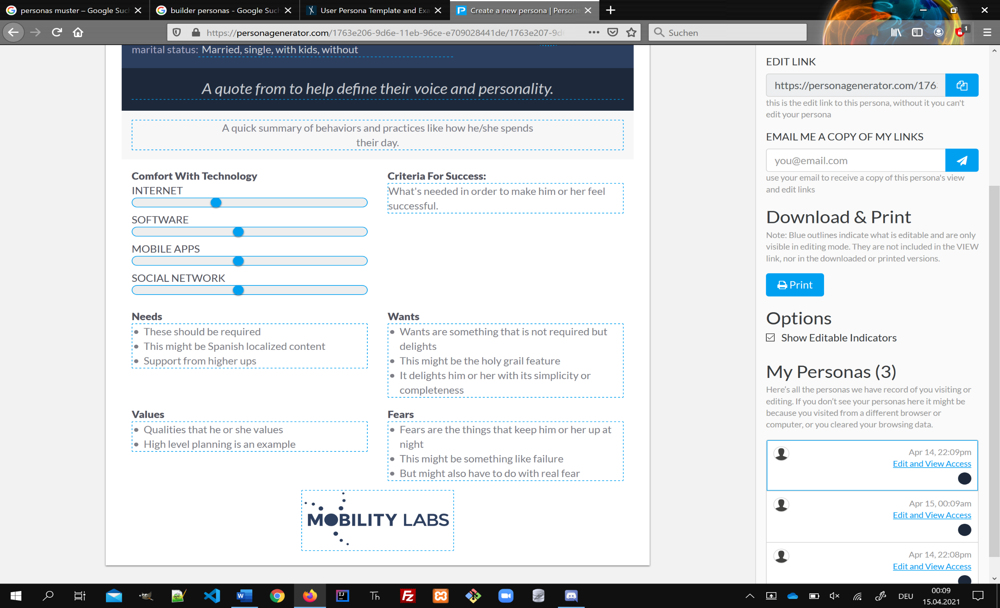 personas muster – Google Suc
builder personas - Google Such
User Persona Template and Exa
Create a new persona | Persona
https://personagenerator.com/1763e206-9d6e-11eb-96ce-e709028441de/1763e207-9d
Suchen
1
marital status: Married, single, with kids, without
A quote from to help define their voice and personality.
A quick summary of behaviors and practices like how he/she spends
their day.
Comfort With Technology
INTERNET
SOFTWARE
MOBILE APPS
SOCIAL NETWORK
Criteria For Success:
What's needed in order to make him or her feel
successful.
Needs
• These should be required
• This might be Spanish localized content
• Support from higher ups
Wants
• Wants are something that is not required but
delights
• This might be the holy grail feature
• It delights him or her with its simplicity or
completeness
Values
• Qualities that he or she values
• High level planning is an example
Fears
• Fears are the things that keep him or her up at
night
• This might be something like failure
• But might also have to do with real fear
MOBILITY LABS
EDIT LINK
https://personagenerator.com/176
this is the edit link to this persona, without it you can't
edit your persona
EMAIL ME A COPY OF MY LINKS
you@email.com
use your email to receive a copy of this persona's view
and edit links
Download & Print
Note: Blue outlines indicate what is editable and are only
visible in editing mode. They are not included in the VIEW
link, nor in the downloaded or printed versions.
Print
Options
Show Editable Indicators
My Personas (3)
Here's all the personas we have record of you visiting or
editing. If you don't see your personas here it might be
because you visited from a different browser or
computer, or you cleared your browsing data.
Apr 14, 22:09pm
Edit and View Access
Apr 15, 00:09am
Edit and View Access
Apr 14, 22:08pm
Edit and View Access
W
IJ
Th
Fz
DEU
00:09
15.04.2021